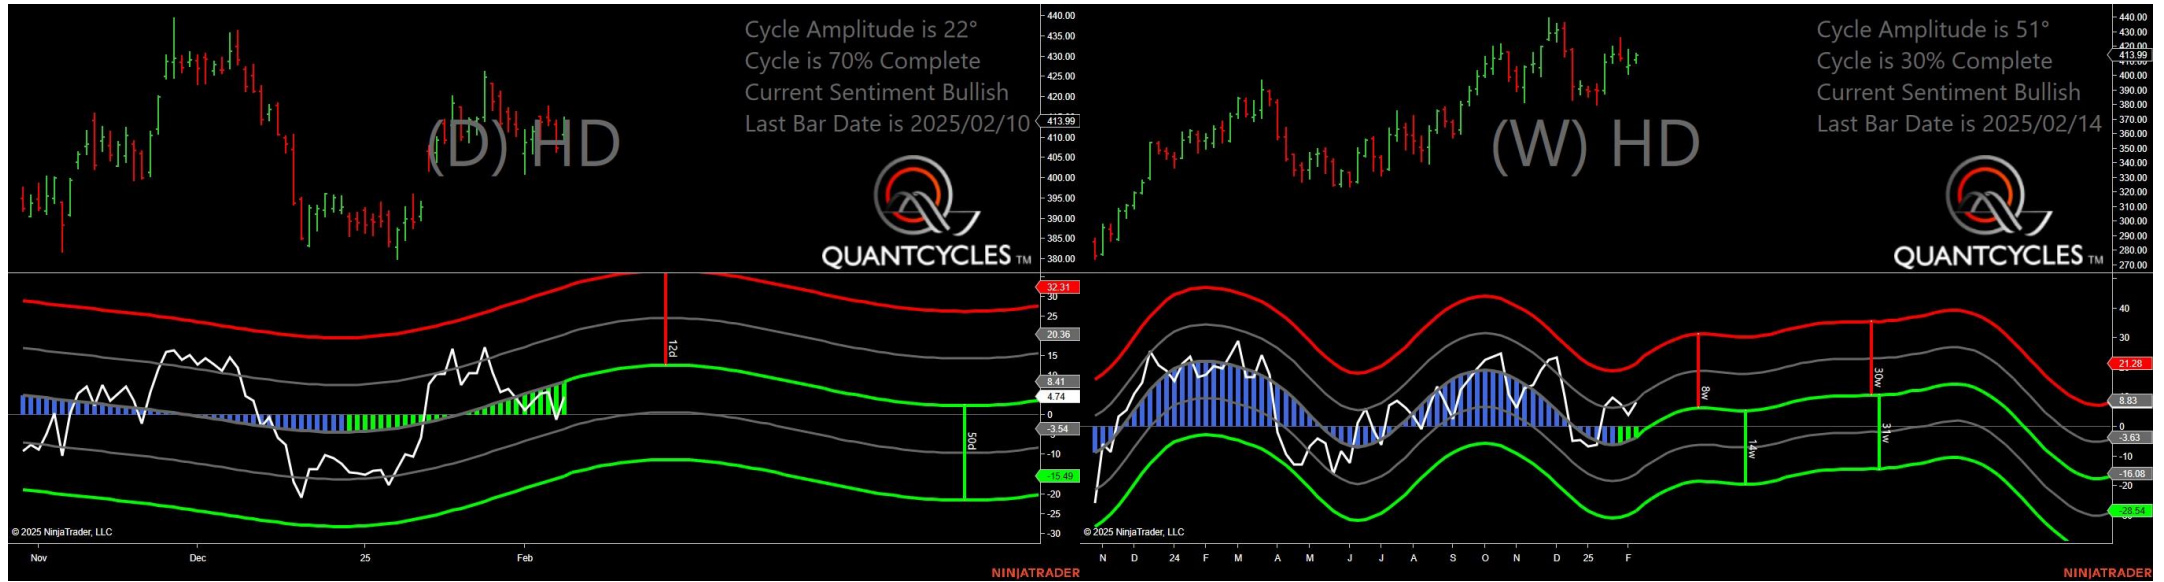 Cycle Amplitude is 22°
Cycle is 70% Complete
Current Sentiment Bullish
Last Bar Date is 2025/02/10
(D) HD
QUANTCYCLES TM
440.00
435.00
430.00
425.00
420.00
413.99
405.00
400.00
395.00
390.00
385.00
380.00
32.31
30
25
20.36
15
8.41
4.74
0
-3.54
-10
-15.49
-20
-25
-30
12d
50d
© 2025 NinjaTrader, LLC
Nov
Dec
25
Feb
NINJATRADER
Cycle Amplitude is 51°
Cycle is 30% Complete
Current Sentiment Bullish
Last Bar Date is 2025/02/14
(W) HD
QUANTCYCLES TM
440.00
430.00
420.00
413.99
400.00
390.00
380.00
370.00
360.00
350.00
340.00
330.00
320.00
310.00
300.00
290.00
280.00
270.00
40
30
21.28
8.83
0
-3.63
-10
-16.08
-20
-28.54
8w
14w
30w
31w
© 2025 NinjaTrader, LLC
N
D
24
F
M
A
M
J
J
A
S
O
N
D
25
F
NINJATRADER